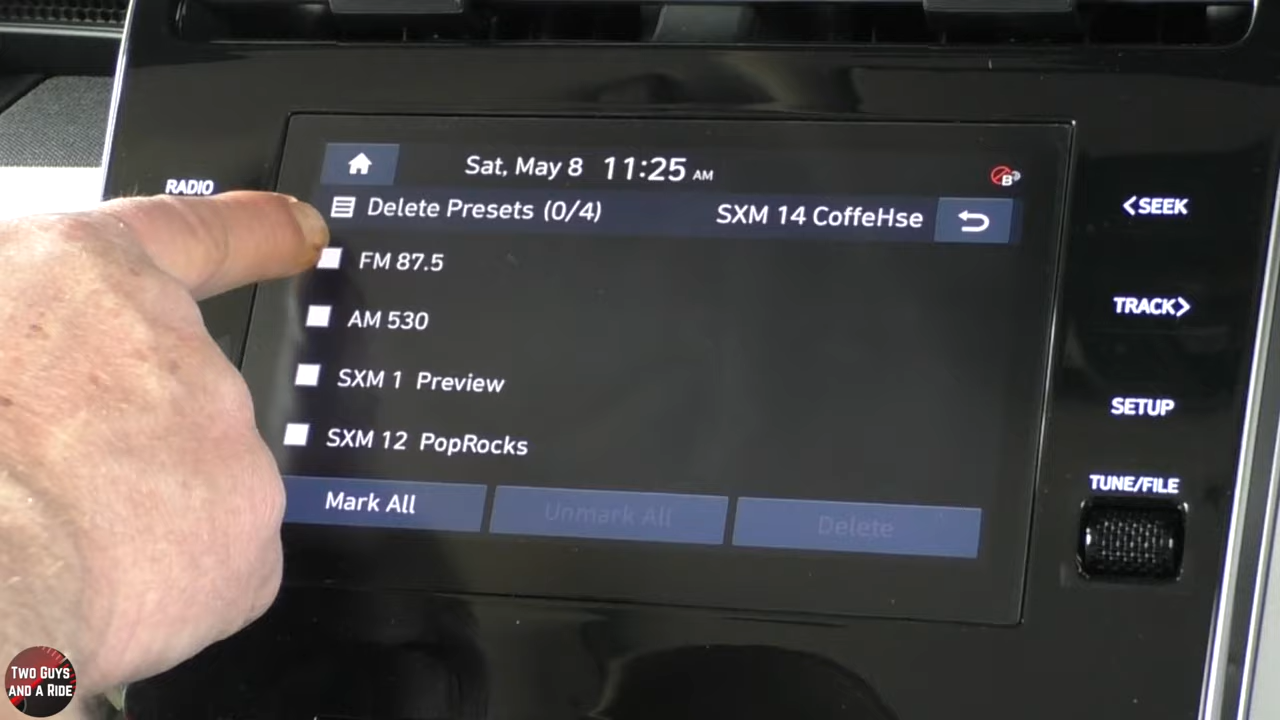 Sat, May 8 11:25 AM
RADIO
Delete Presets (0/4) SXM 14 CoffeHse
<SEEK
FM 87.5
TRACK>
AM 530
SXM 1 Preview
SETUP
SXM 12 PopRocks
TUNE/FILE
Mark All Unmark All Delete
TWO GUYS
AND A RIDE